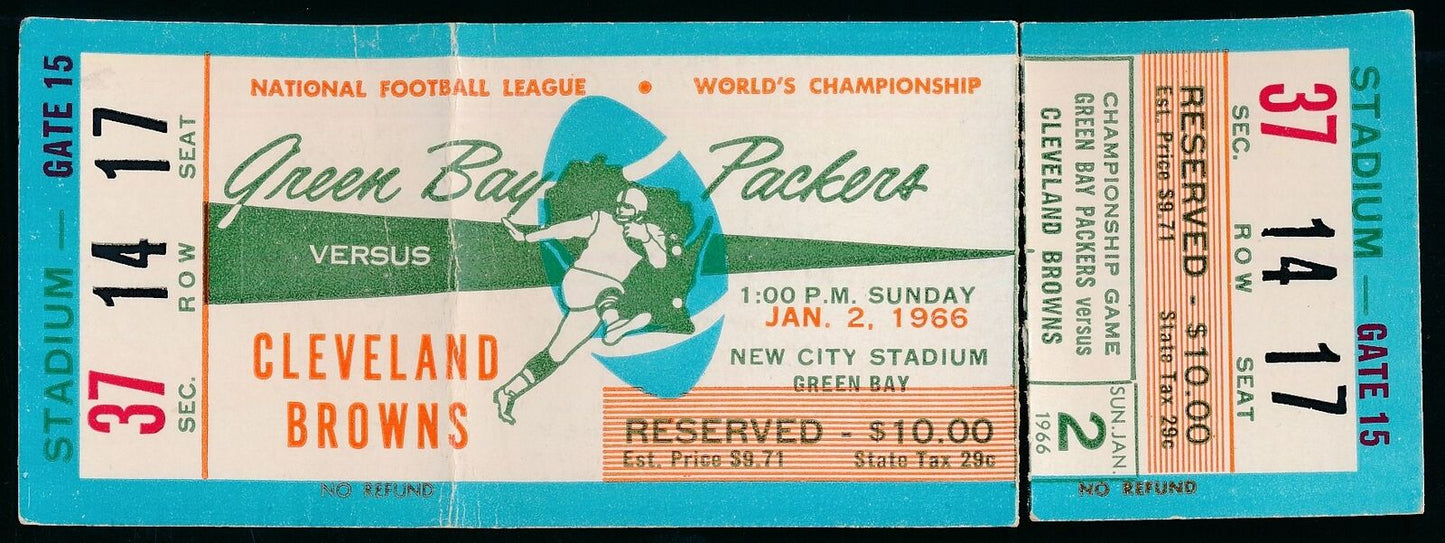 STADIUM — GATE 15
37 14 17
SEC. ROW SEAT
NATIONAL FOOTBALL LEAGUE • WORLD'S CHAMPIONSHIP
Green Bay Packers
VERSUS
CLEVELAND
BROWNS
1:00 P.M. SUNDAY
JAN. 2, 1966
NEW CITY STADIUM
GREEN BAY
RESERVED - $10.00
Est. Price $9.71 State Tax 29c
NO REFUND
STADIUM — GATE 15
37 14 17
SEC. ROW SEAT
RESERVED - $10.00
Est. Price $9.71 State Tax 29c
CHAMPIONSHIP GAME
GREEN BAY PACKERS versus
CLEVELAND BROWNS
SUN. JAN.
2
1966
NO REFUND